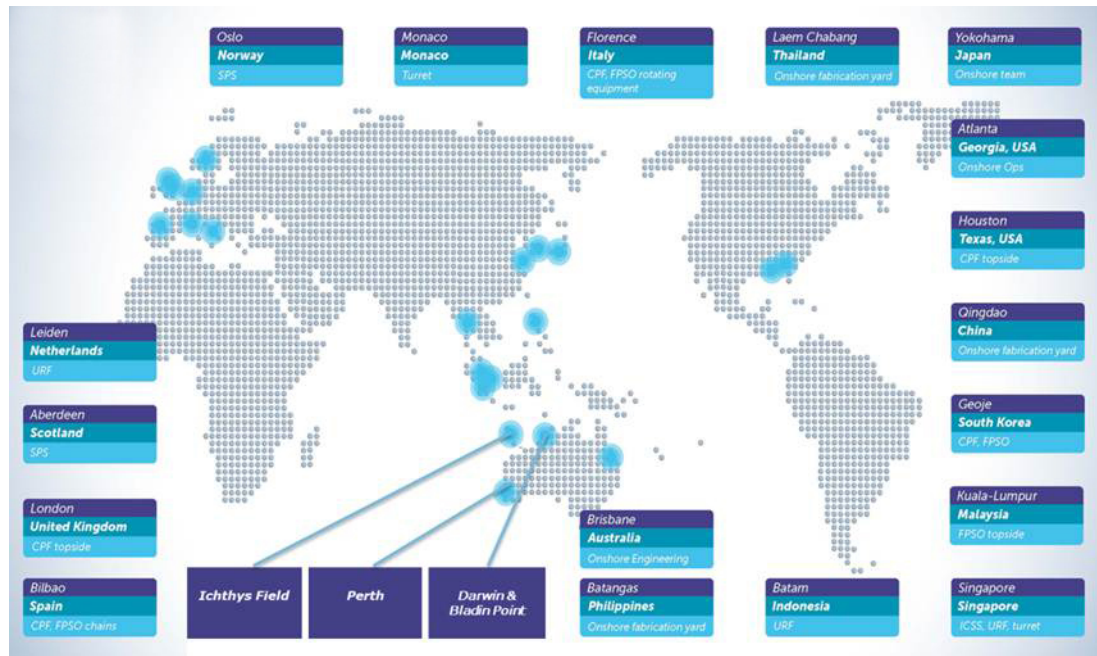 Oslo
Norway
SPS
Monaco
Monaco
Turret
Florence
Italy
CPF, FPSO rotating
equipment
Laem Chabang
Thailand
Onshore fabrication yard
Yokohama
Japan
Onshore team
Atlanta
Georgia, USA
Onshore Ops
Houston
Texas, USA
CPF topside
Qingdao
China
Onshore fabrication yard
Geoje
South Korea
CPF, FPSO
Kuala-Lumpur
Malaysia
FPSO topside
Leiden
Netherlands
URF
Aberdeen
Scotland
SPS
London
United Kingdom
CPF topside
Bilbao
Spain
CPF, FPSO chains
Ichthys Field
Perth
Darwin &
Bladin Point
Brisbane
Australia
Onshore Engineering
Batangas
Philippines
Onshore fabrication yard
Batam
Indonesia
URF
Singapore
Singapore
ICSS, URF, turret